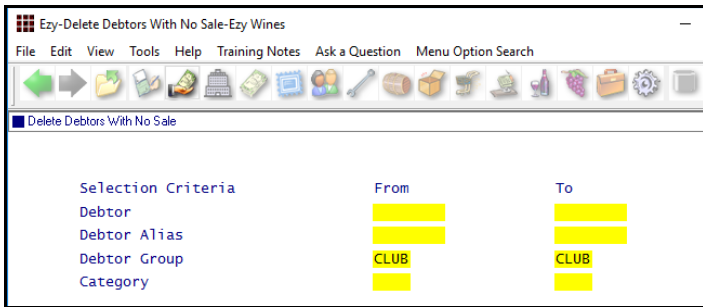 Ezy-Delete Debtors With No Sale-Ezy Wines
File Edit View Tools Help Training Notes Ask a Question Menu Option Search
Delete Debtors With No Sale
Selection Criteria From To
Debtor
Debtor Alias
Debtor Group CLUB CLUB
Category